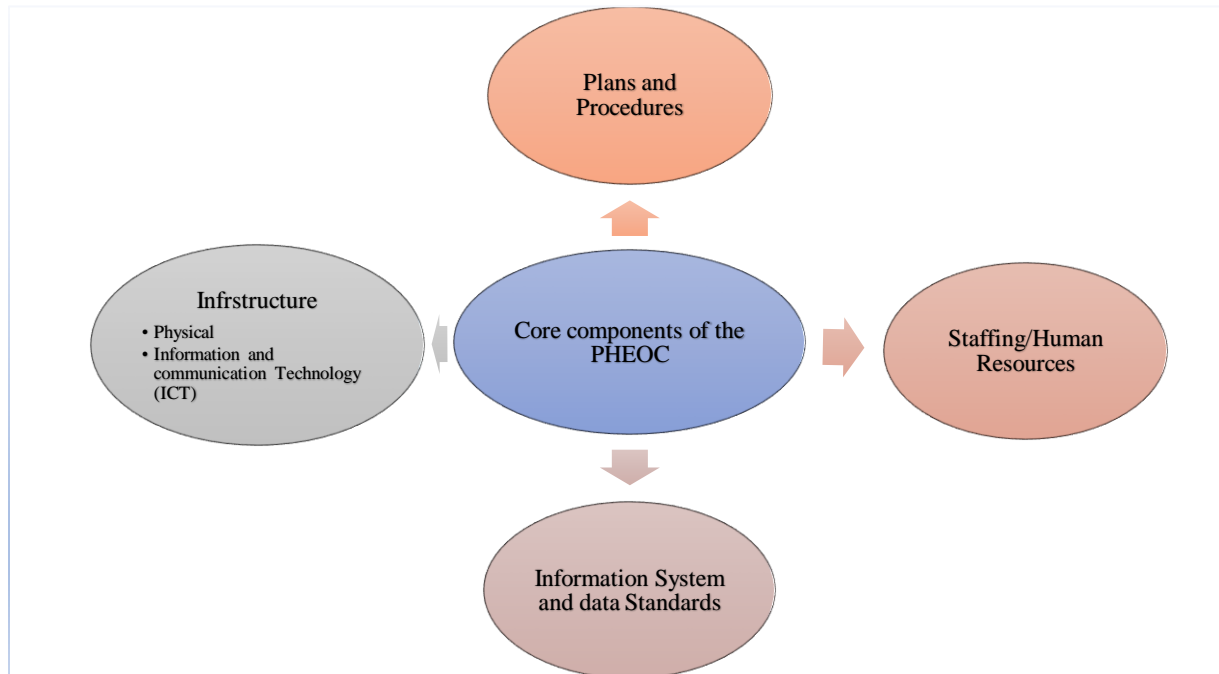 Plans and
Procedures
Infrstructure
• Physical
• Information and
communication Technology
(ICT)
Core components of the
PHEOC
Staffing/Human
Resources
Information System
and data Standards